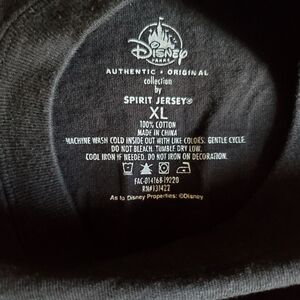 Disney
PARKS
AUTHENTIC • ORIGINAL
collection
by
SPIRIT JERSEY®
XL
100% COTTON
MADE IN CHINA
MACHINE WASH COLD INSIDE OUT WITH LIKE COLORS. GENTLE CYCLE.
DO NOT BLEACH. TUMBLE DRY LOW.
COOL IRON IF NEEDED. DO NOT IRON ON DECORATION.
FAC-014168-19220
RN#131422
As to Disney Properties: ©Disney